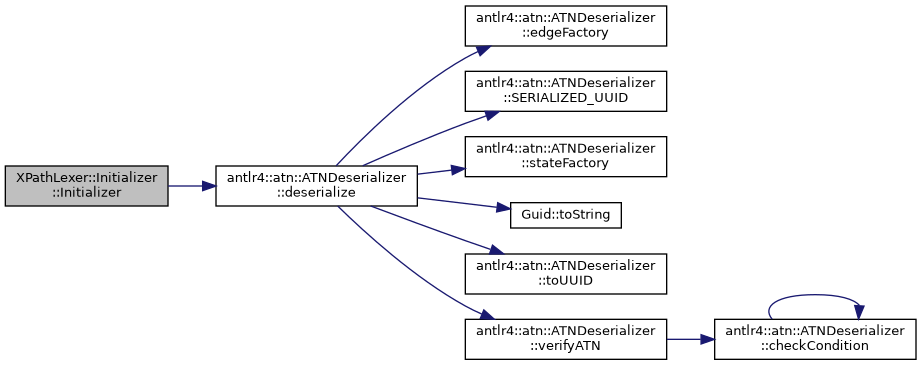 XPathLexer::Initializer
::Initializer
antlr4::atn::ATNDeserializer
::deserialize
antlr4::atn::ATNDeserializer
::edgeFactory
antlr4::atn::ATNDeserializer
::SERIALIZED_UUID
antlr4::atn::ATNDeserializer
::stateFactory
Guid::toString
antlr4::atn::ATNDeserializer
::toUUID
antlr4::atn::ATNDeserializer
::verifyATN
antlr4::atn::ATNDeserializer
::checkCondition